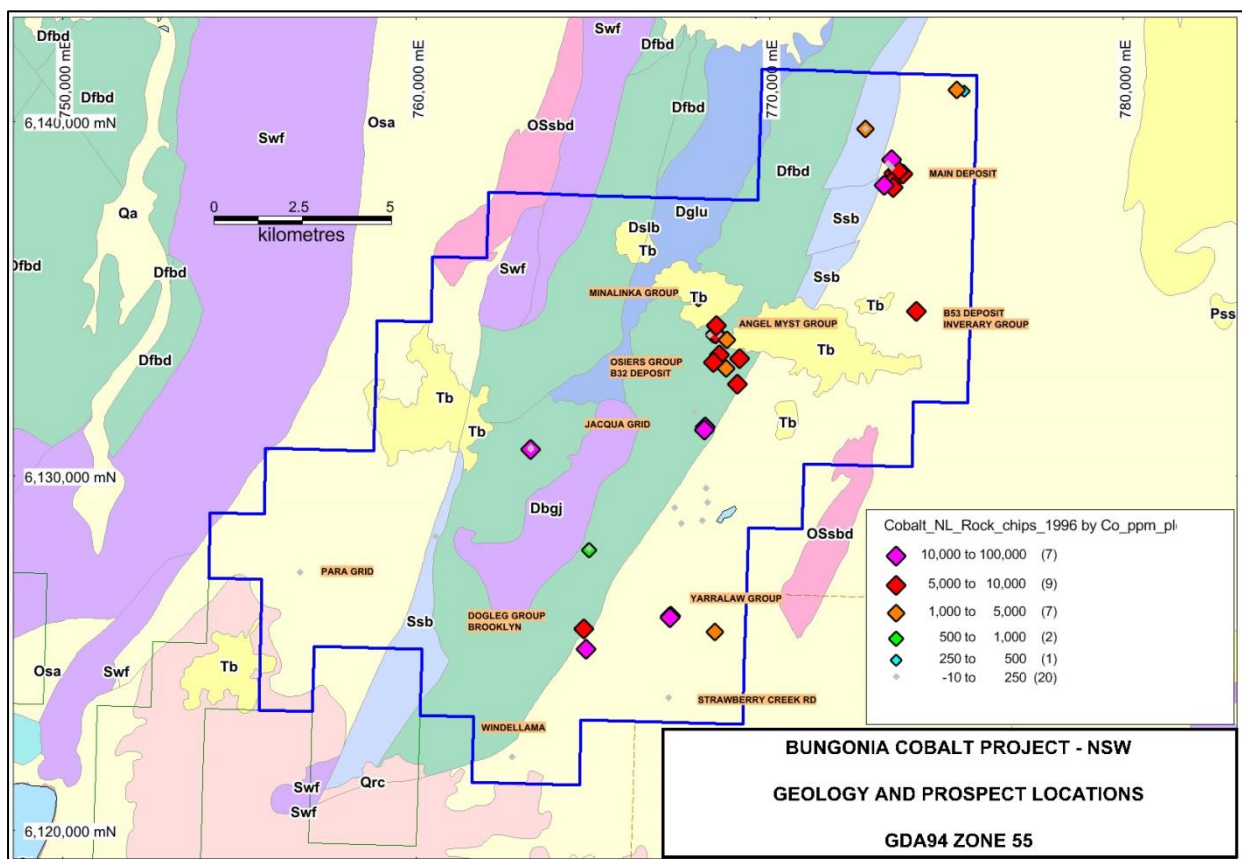 Dfbd
Swf
Dfbd
750,000 mE
760,000 mE
770,000 mE
780,000 mE
Dfbd
Dfbd
6,140,000 mN
Swf
Osa
OSsbd
Dfbd
MAIN DEPOSIT
Qa
0 2.5 5
kilometres
Dglu
Ssb
Dslb
Tb
Dfbd
Swf
Ssb
MINALINKA GROUP
Tb
Tb
B53 DEPOSIT
INVERARY GROUP
Pss
ANGEL MYST GROUP
Dfbd
Tb
OSIERS GROUP
B32 DEPOSIT
Tb
Tb
JACQUA GRID
Tb
6,130,000 mN
Dbgj
OSsbd
Cobalt_NL_Rock_chips_1996 by Co_ppm_pl
10,000 to 100,000 (7)
5,000 to 10,000 (9)
1,000 to 5,000 (7)
500 to 1,000 (2)
250 to 500 (1)
-10 to 250 (20)
PARA GRID
YARRALAW GROUP
DOGLEG GROUP
BROOKLYN
Ssb
Osa
Swf
Tb
STRAWBERRY CREEK RD
WINDELLAMA
Swf
Qrc
Swf
6,120,000 mN
BUNGONIA COBALT PROJECT - NSW
GEOLOGY AND PROSPECT LOCATIONS
GDA94 ZONE 55